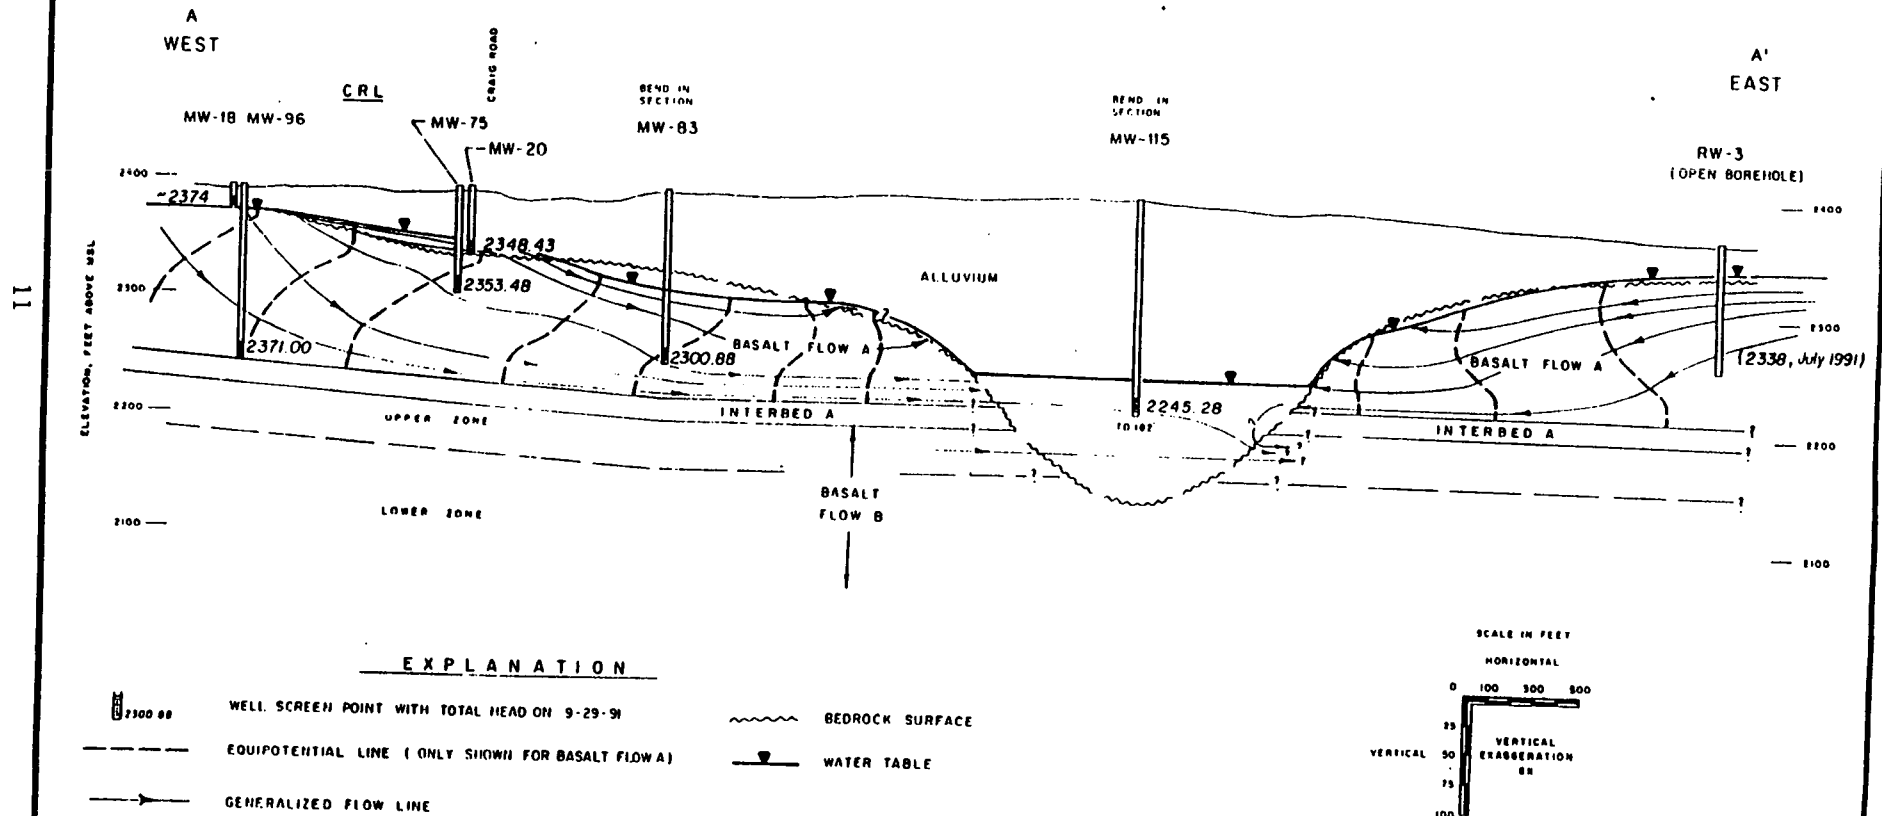 A
WEST
CRAIG ROAD
A'
EAST
CRL
BEND IN
SECTION
MW-83
BEND IN
SECTION
MW-115
MW-18 MW-96
MW-75
MW-20
RW-3
(OPEN BOREHOLE)
2400
~2374
2400
2348.43
ALLUVIUM
2353.48
2300
2300
11
ELEVATION, FEET ABOVE MSL
BASALT FLOW A
BASALT FLOW A
2371.00
2300.88
(2338, July 1991)
2200
UPPER ZONE
INTERBED A
2245.28
TD 182
INTERBED A
2200
BASALT
FLOW B
LOWER ZONE
2100
2100
EXPLANATION
2300.88 WELL SCREEN POINT WITH TOTAL HEAD ON 9-29-91
BEDROCK SURFACE
EQUIPOTENTIAL LINE (ONLY SHOWN FOR BASALT FLOW A)
WATER TABLE
GENERALIZED FLOW LINE
SCALE IN FEET
HORIZONTAL
0 100 300 500
25
VERTICAL 50
75
100
VERTICAL
EXAGGERATION